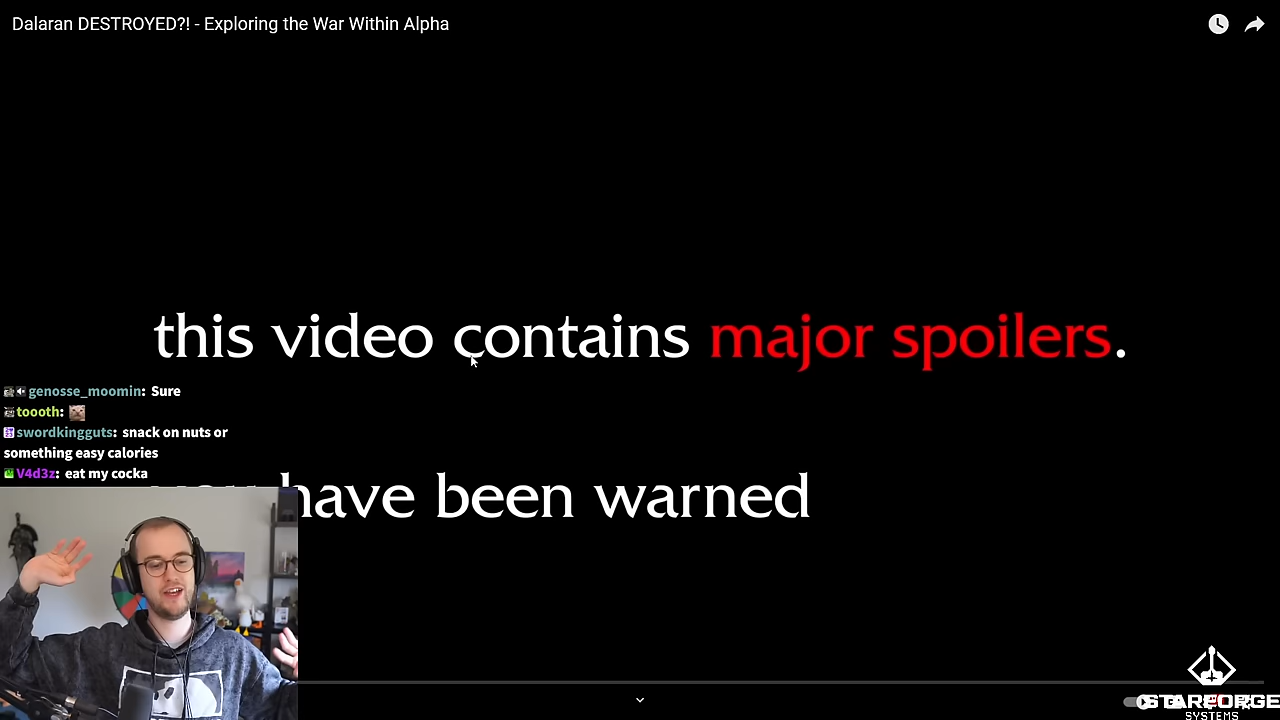 Dalaran DESTROYED?! - Exploring the War Within Alpha
this video contains major spoilers.
genosse_moomin: Sure
toooth:
swordkingguts: snack on nuts or
something easy calories
V4d3z: eat my cocka
have been warned
STARFORGE
SYSTEMS